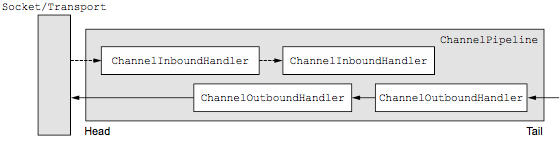 Socket/Transport
ChannelPipeline
ChannelInboundHandler
ChannelInboundHandler
ChannelOutboundHandler
ChannelOutboundHandler
Head
Tail